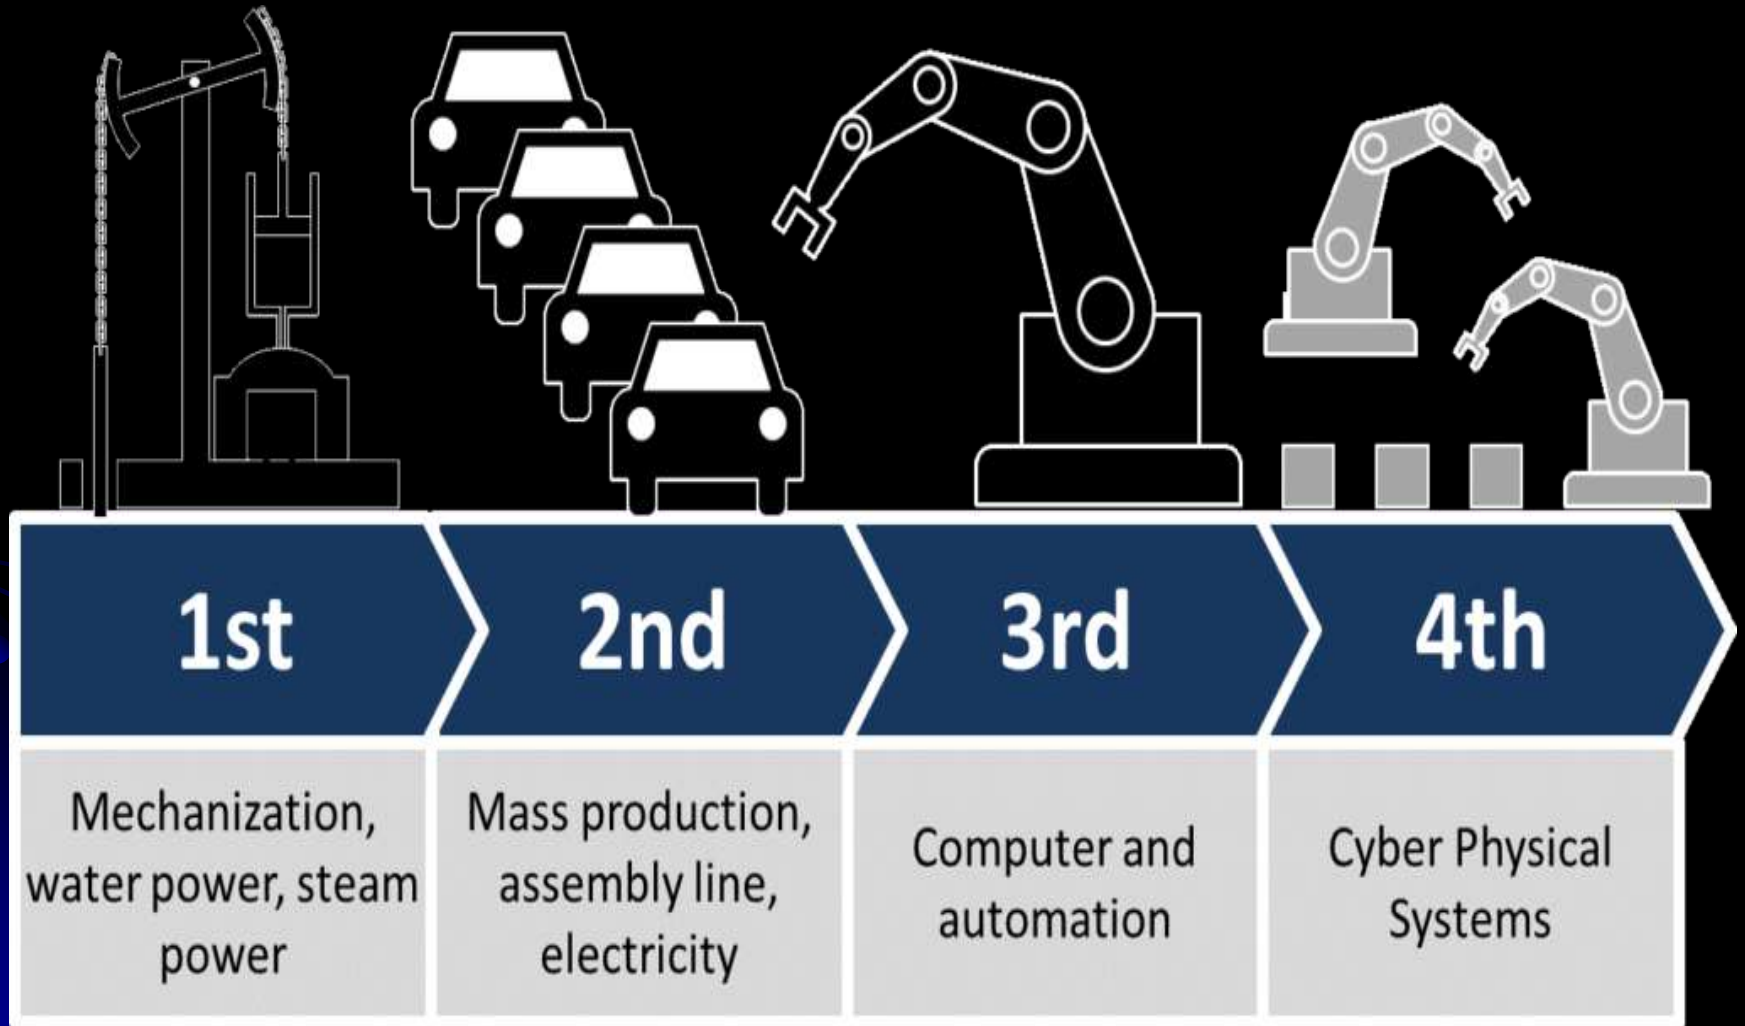 1st
2nd
3rd
4th
Mechanization,
water power, steam
power
Mass production,
assembly line,
electricity
Computer and
automation
Cyber Physical
Systems